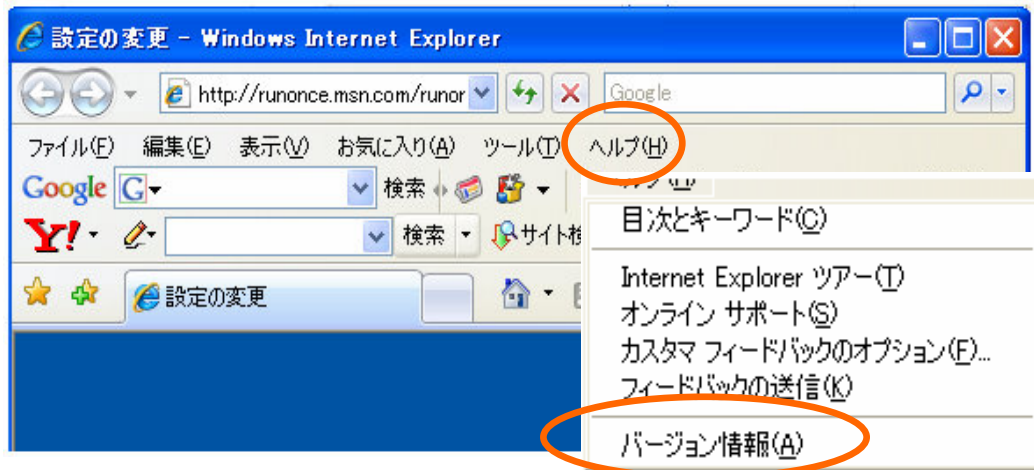 設定の変更 - Windows Internet Explorer
http://runonce.msn.com/runor
Google
ファイル(F) 編集(E) 表示(V) お気に入り(A) ツール(T) ヘルプ(H)
Google G 検索
Y! 検索 サイト検
設定の変更
目次とキーワード(C)
Internet Explorer ツアー(T)
オンライン サポート(S)
カスタマ フィードバックのオプション(F)...
フィードバックの送信(K)
バージョン情報(A)